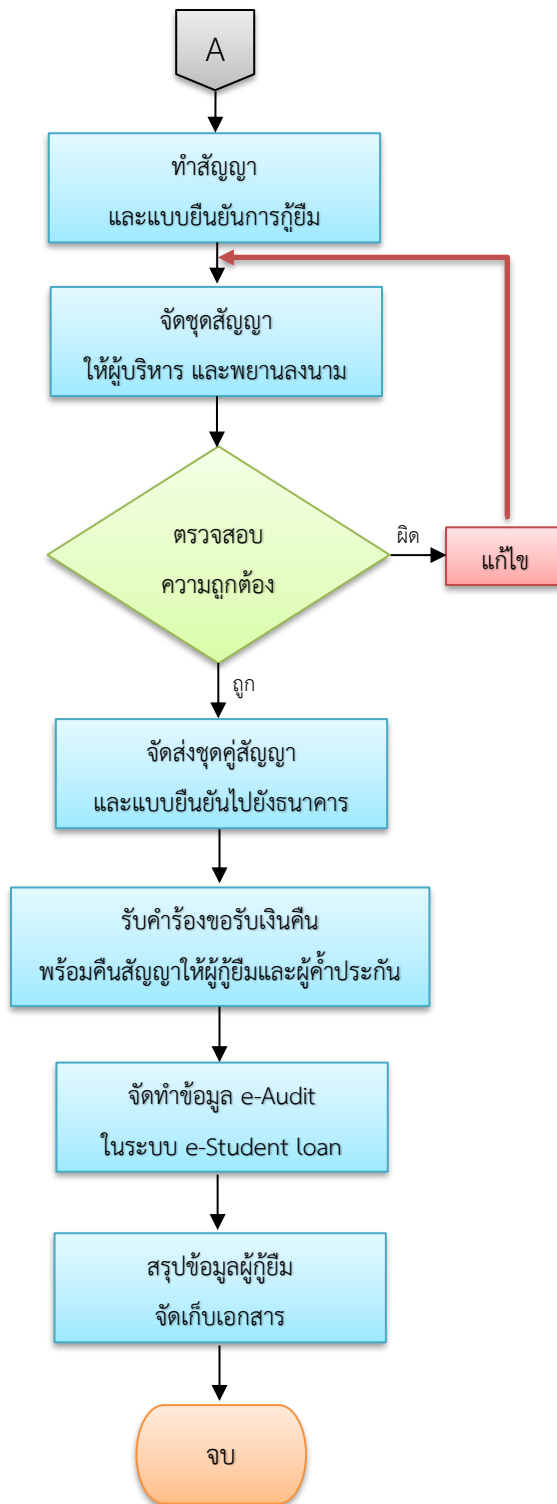 A
ทำสัญญา
และแบบยืนยันการกู้ยืม
จัดชุดสัญญา
ให้ผู้บริหาร และพยานลงนาม
ตรวจสอบ
ความถูกต้อง
ผิด
แก้ไข
ถูก
จัดส่งชุดคู่สัญญา
และแบบยืนยันไปยังธนาคาร
รับคำร้องขอรับเงินคืน
พร้อมคืนสัญญาให้ผู้กู้ยืมและผู้ค้ำประกัน
จัดทำข้อมูล e-Audit
ในระบบ e-Student loan
สรุปข้อมูลผู้กู้ยืม
จัดเก็บเอกสาร
จบ